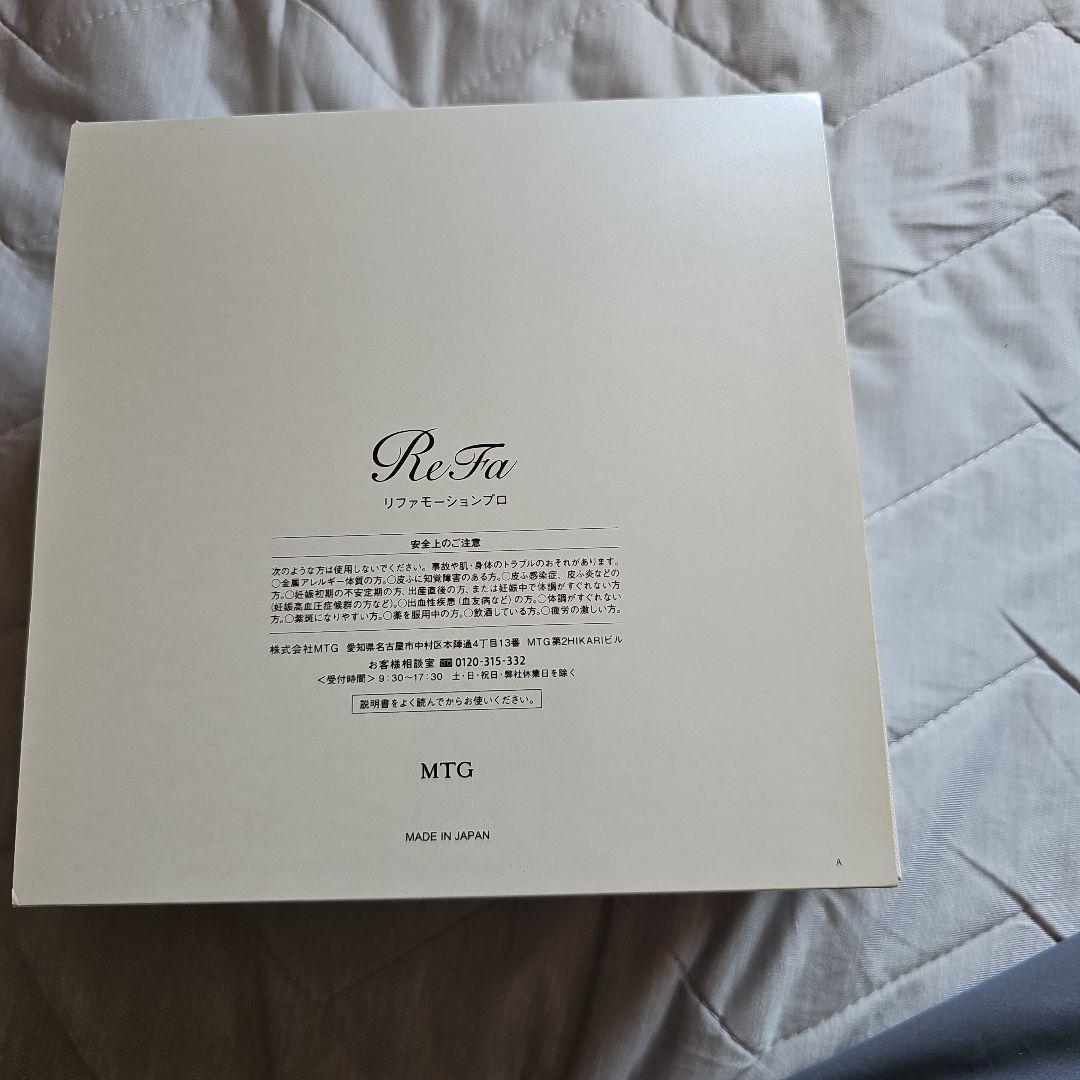 ReFa
リファモーションプロ
安全上のご注意
次のような方は使用しないでください。事故や肌・身体のトラブルのおそれがあります。
○金属アレルギー体質の方。○皮ふに知覚障害のある方。○皮ふ感染症、皮ふ炎などの
方。○妊娠初期の不安定期の方、出産直後の方、または妊娠中で体調がすぐれない方
(妊娠高血圧症候群の方など)。○出血性疾患(血友病など)の方。○体調がすぐれない
方。○紫斑になりやすい方。○薬を服用中の方。○飲酒している方。○疲労の激しい方。
株式会社MTG 愛知県名古屋市中村区本陣通4丁目13番 MTG第2HIKARIビル
お客様相談室 0120-315-332
<受付時間>9:30～17:30 土・日・祝日・弊社休業日を除く
説明書をよく読んでからお使いください。
MTG
MADE IN JAPAN
A